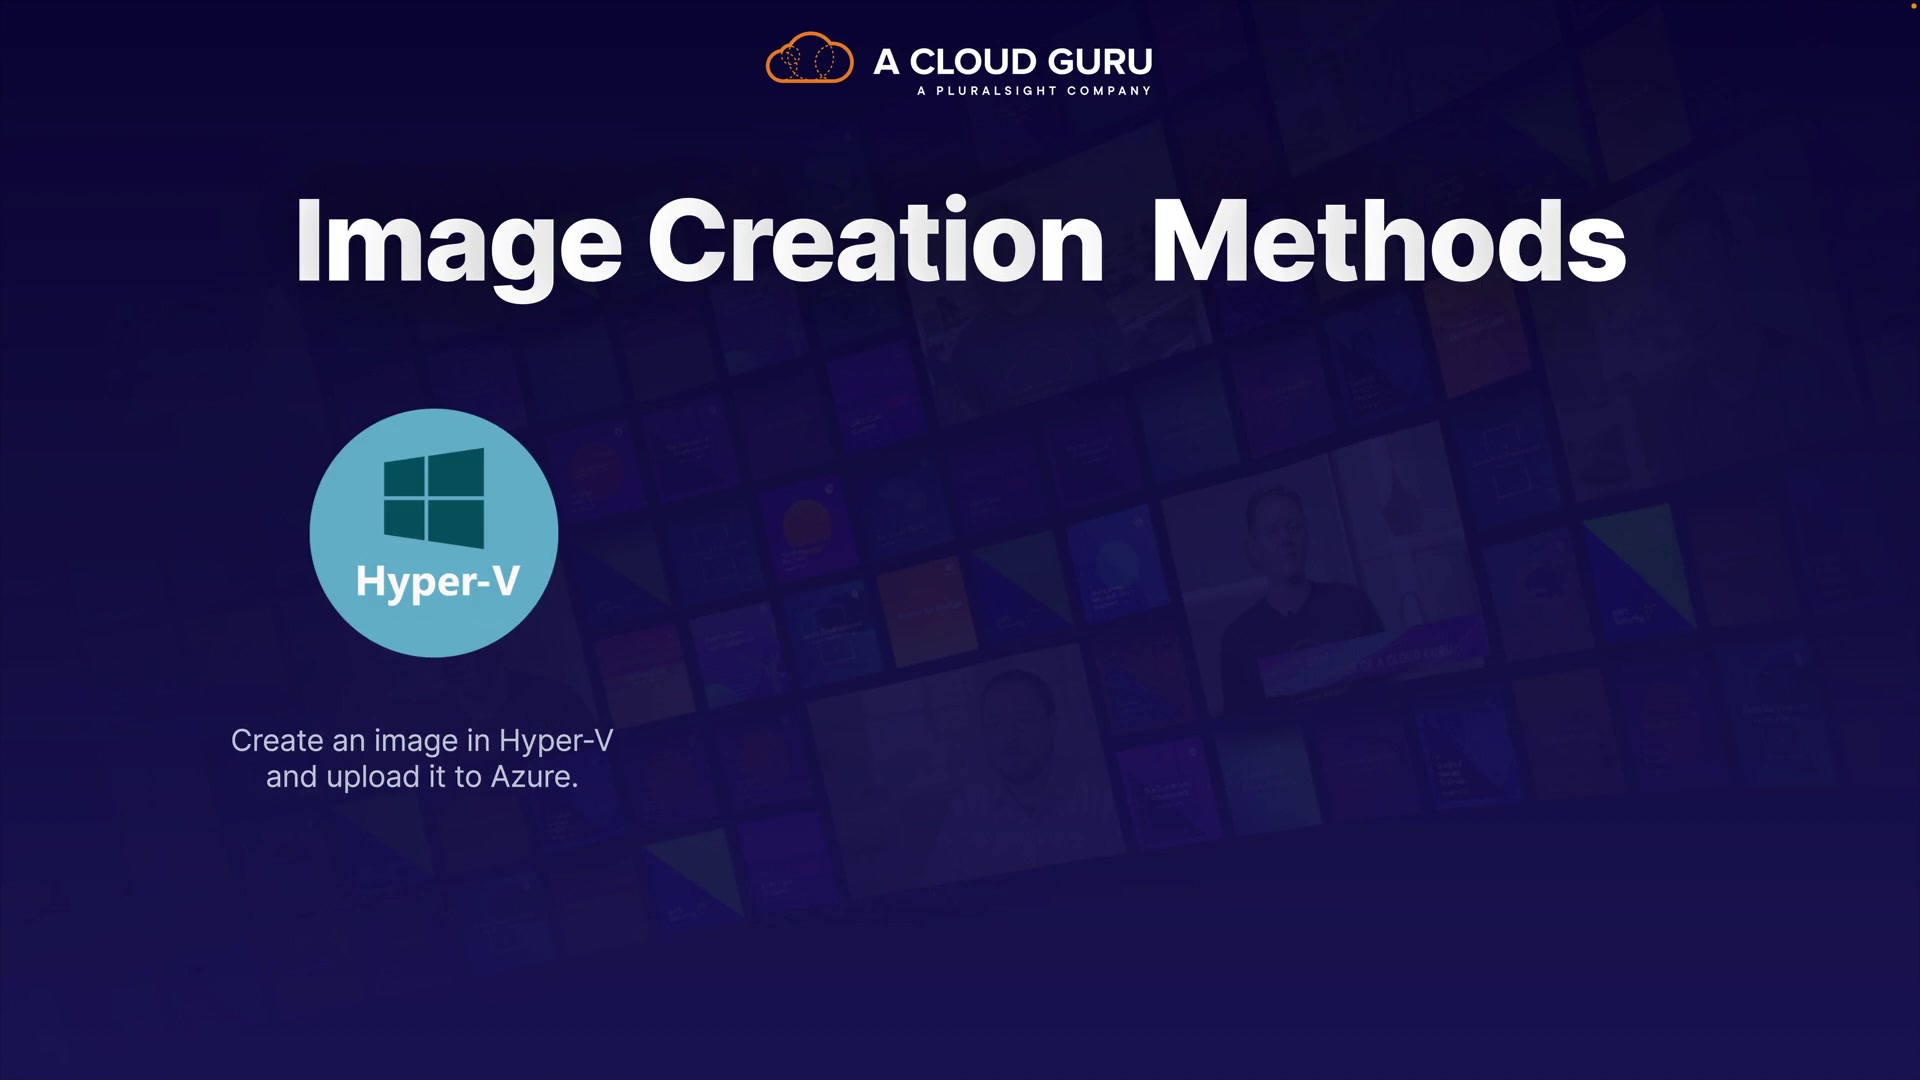 A CLOUD GURU
A PLURALSIGHT COMPANY
Image Creation Methods
Hyper-V
Create an image in Hyper-V
and upload it to Azure.